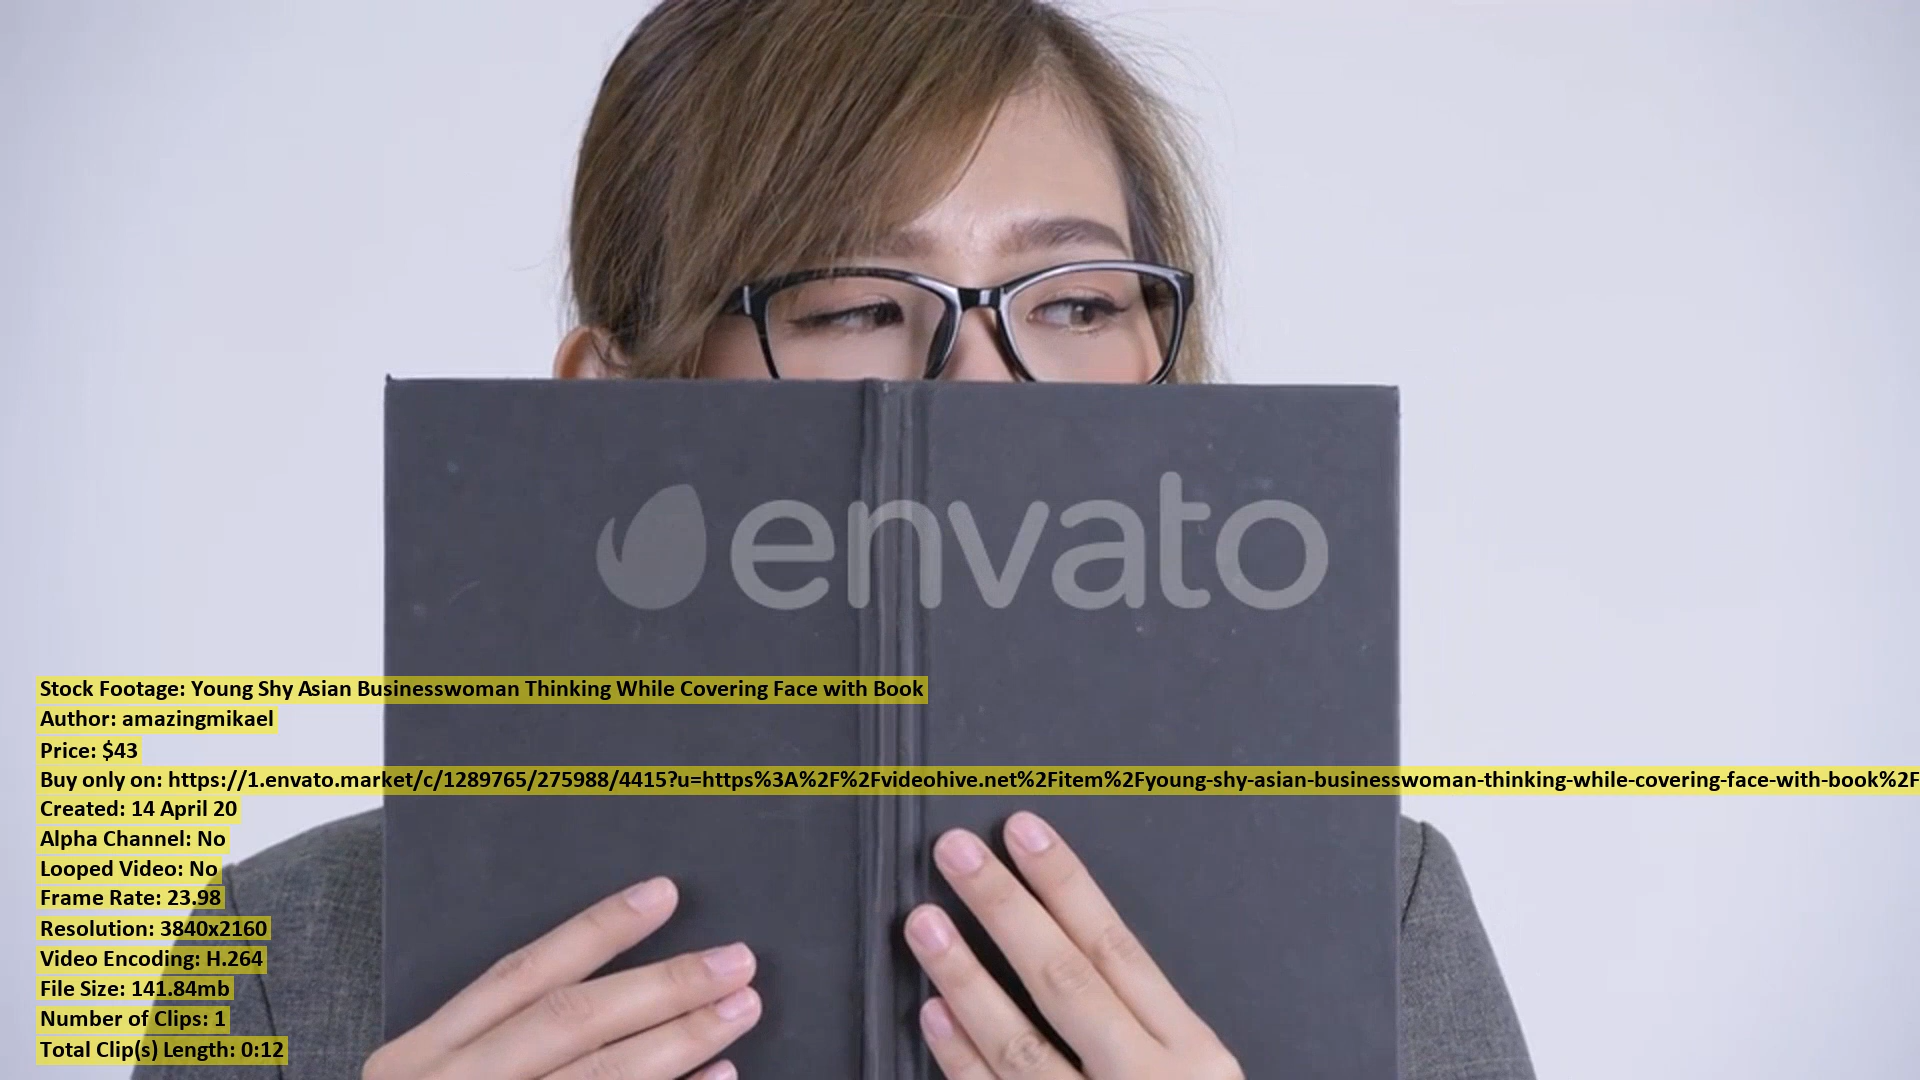 envato
Stock Footage: Young Shy Asian Businesswoman Thinking While Covering Face with Book
Author: amazingmikael
Price: $43
Buy only on: https://1.envato.market/c/1289765/275988/4415?u=https%3A%2F%2Fvideohive.net%2Fitem%2Fyoung-shy-asian-businesswoman-thinking-while-covering-face-with-book%2F
Created: 14 April 20
Alpha Channel: No
Looped Video: No
Frame Rate: 23.98
Resolution: 3840x2160
Video Encoding: H.264
File Size: 141.84mb
Number of Clips: 1
Total Clip(s) Length: 0:12